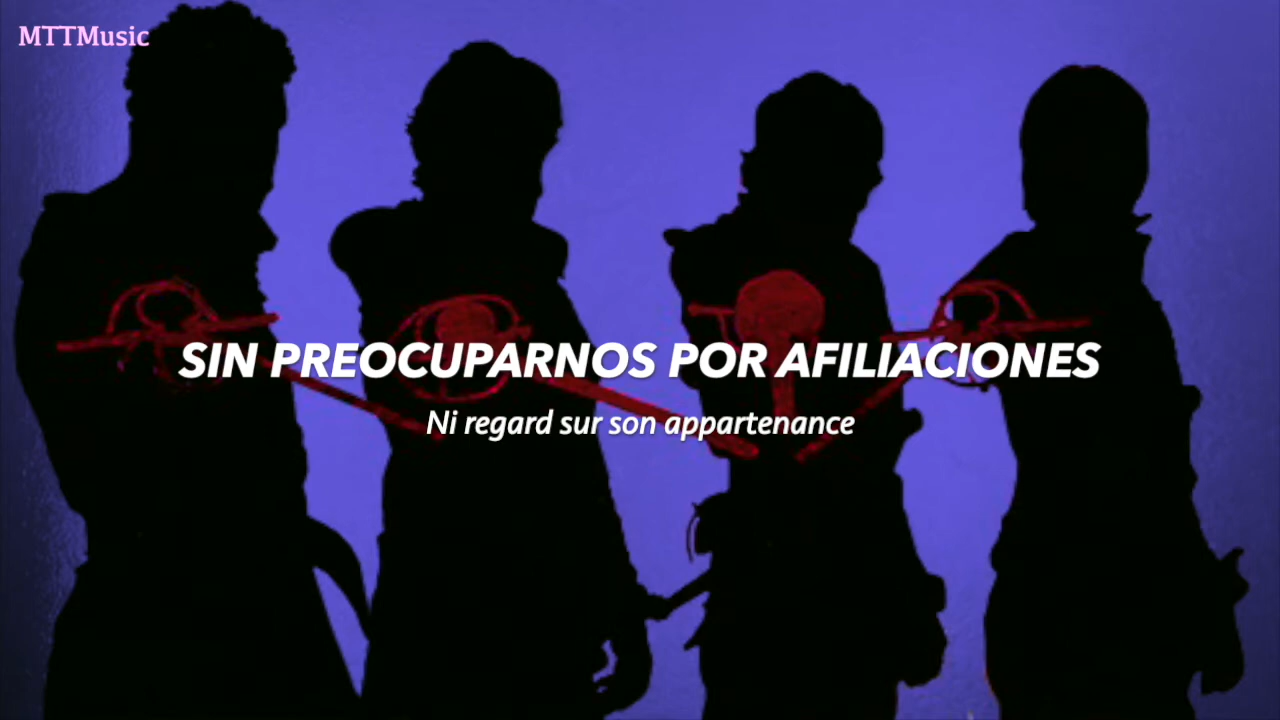 MTTMusic
SIN PREOCUPARNOS POR AFILIACIONES
Ni regard sur son appartenance